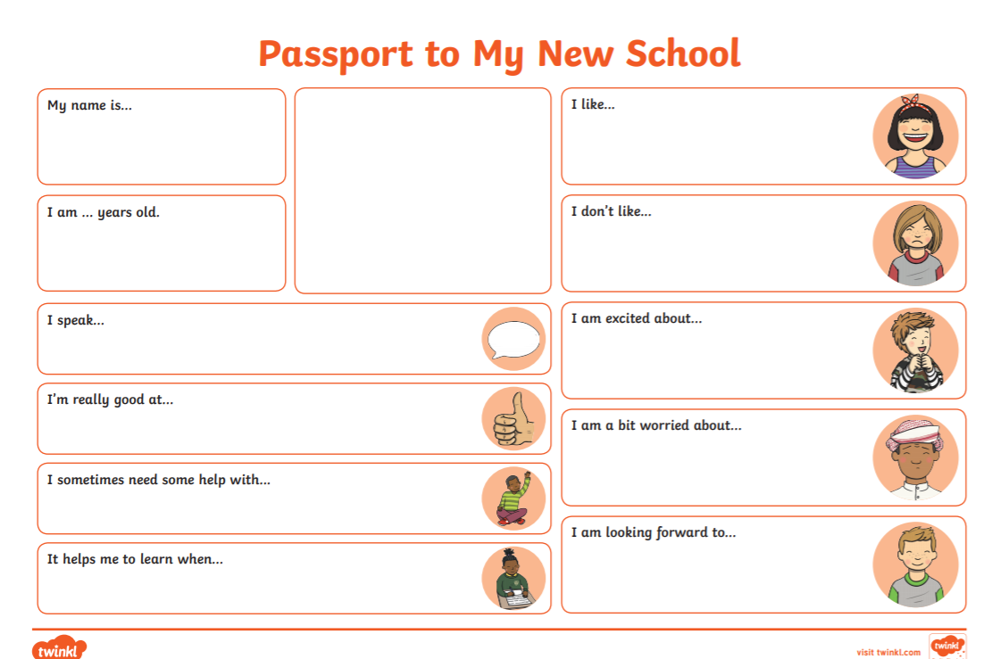 Passport to My New School
My name is...
I am ... years old.
I speak...
I'm really good at...
I sometimes need some help with...
It helps me to learn when...
I like...
I don't like...
I am excited about...
I am a bit worried about...
I am looking forward to...
twinkl
visit twinkl.com
twinkl